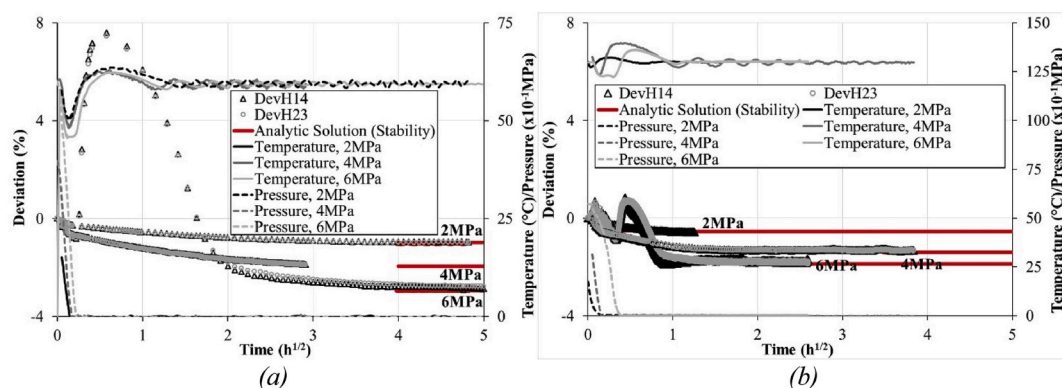 (a)
8
4
0
-4
Deviation (%)
75
50
25
0
Temperature (°C)/Pressure (x10⁻¹MPa)
DevH14
DevH23
Analytic Solution (Stability)
Temperature, 2MPa
Temperature, 4MPa
Temperature, 6MPa
Pressure, 2MPa
Pressure, 4MPa
Pressure, 6MPa
2MPa
4MPa
6MPa
0 1 2 3 4 5
Time (h^1/2)
(a)
(b)
8
4
0
-4
Deviation (%)
150
125
100
75
50
25
0
Temperature (°C)/Pressure (x10⁻¹MPa)
DevH14 DevH23
Analytic Solution (Stability) Temperature, 2MPa
Pressure, 2MPa Temperature, 4MPa
Pressure, 4MPa Temperature, 6MPa
Pressure, 6MPa
2MPa
6MPa 4MPa
0 1 2 3 4 5
Time (h^1/2)
(b)